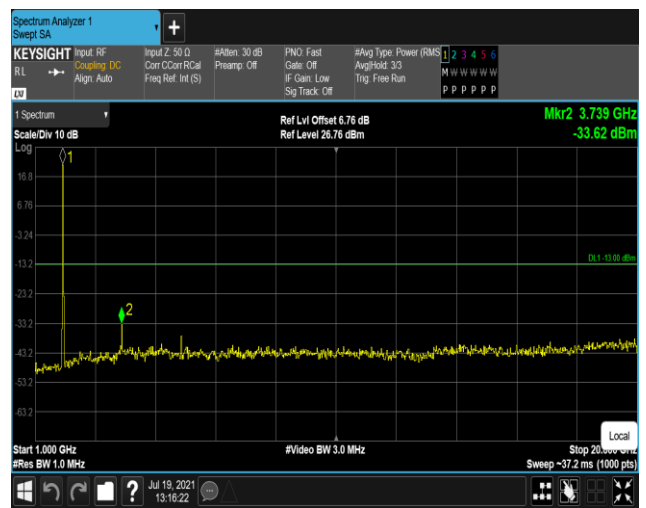 Spectrum Analyzer 1
Swept SA
+
KEYSIGHT
RL
LXI
Input: RF
Coupling: DC
Align: Auto
Input Z: 50 Ω
Corr CCorr RCal
Freq Ref: Int (S)
#Atten: 30 dB
Preamp: Off
PNO: Fast
Gate: Off
IF Gain: Low
Sig Track: Off
#Avg Type: Power (RMS
Avg|Hold: 3/3
Trig: Free Run
1 2 3 4 5 6
M W W W W W
P P P P P P
1 Spectrum
Scale/Div 10 dB
Log
Ref Lvl Offset 6.76 dB
Ref Level 26.76 dBm
Mkr2 3.739 GHz
-33.62 dBm
1
16.8
6.76
-3.24
-13.2
DL1 -13.00 dBm
-23.2
2
-33.2
-43.2
-53.2
-63.2
Local
Start 1.000 GHz
#Res BW 1.0 MHz
#Video BW 3.0 MHz
Stop 20.000 GHz
Sweep ~37.2 ms (1000 pts)
?
Jul 19, 2021
13:16:22